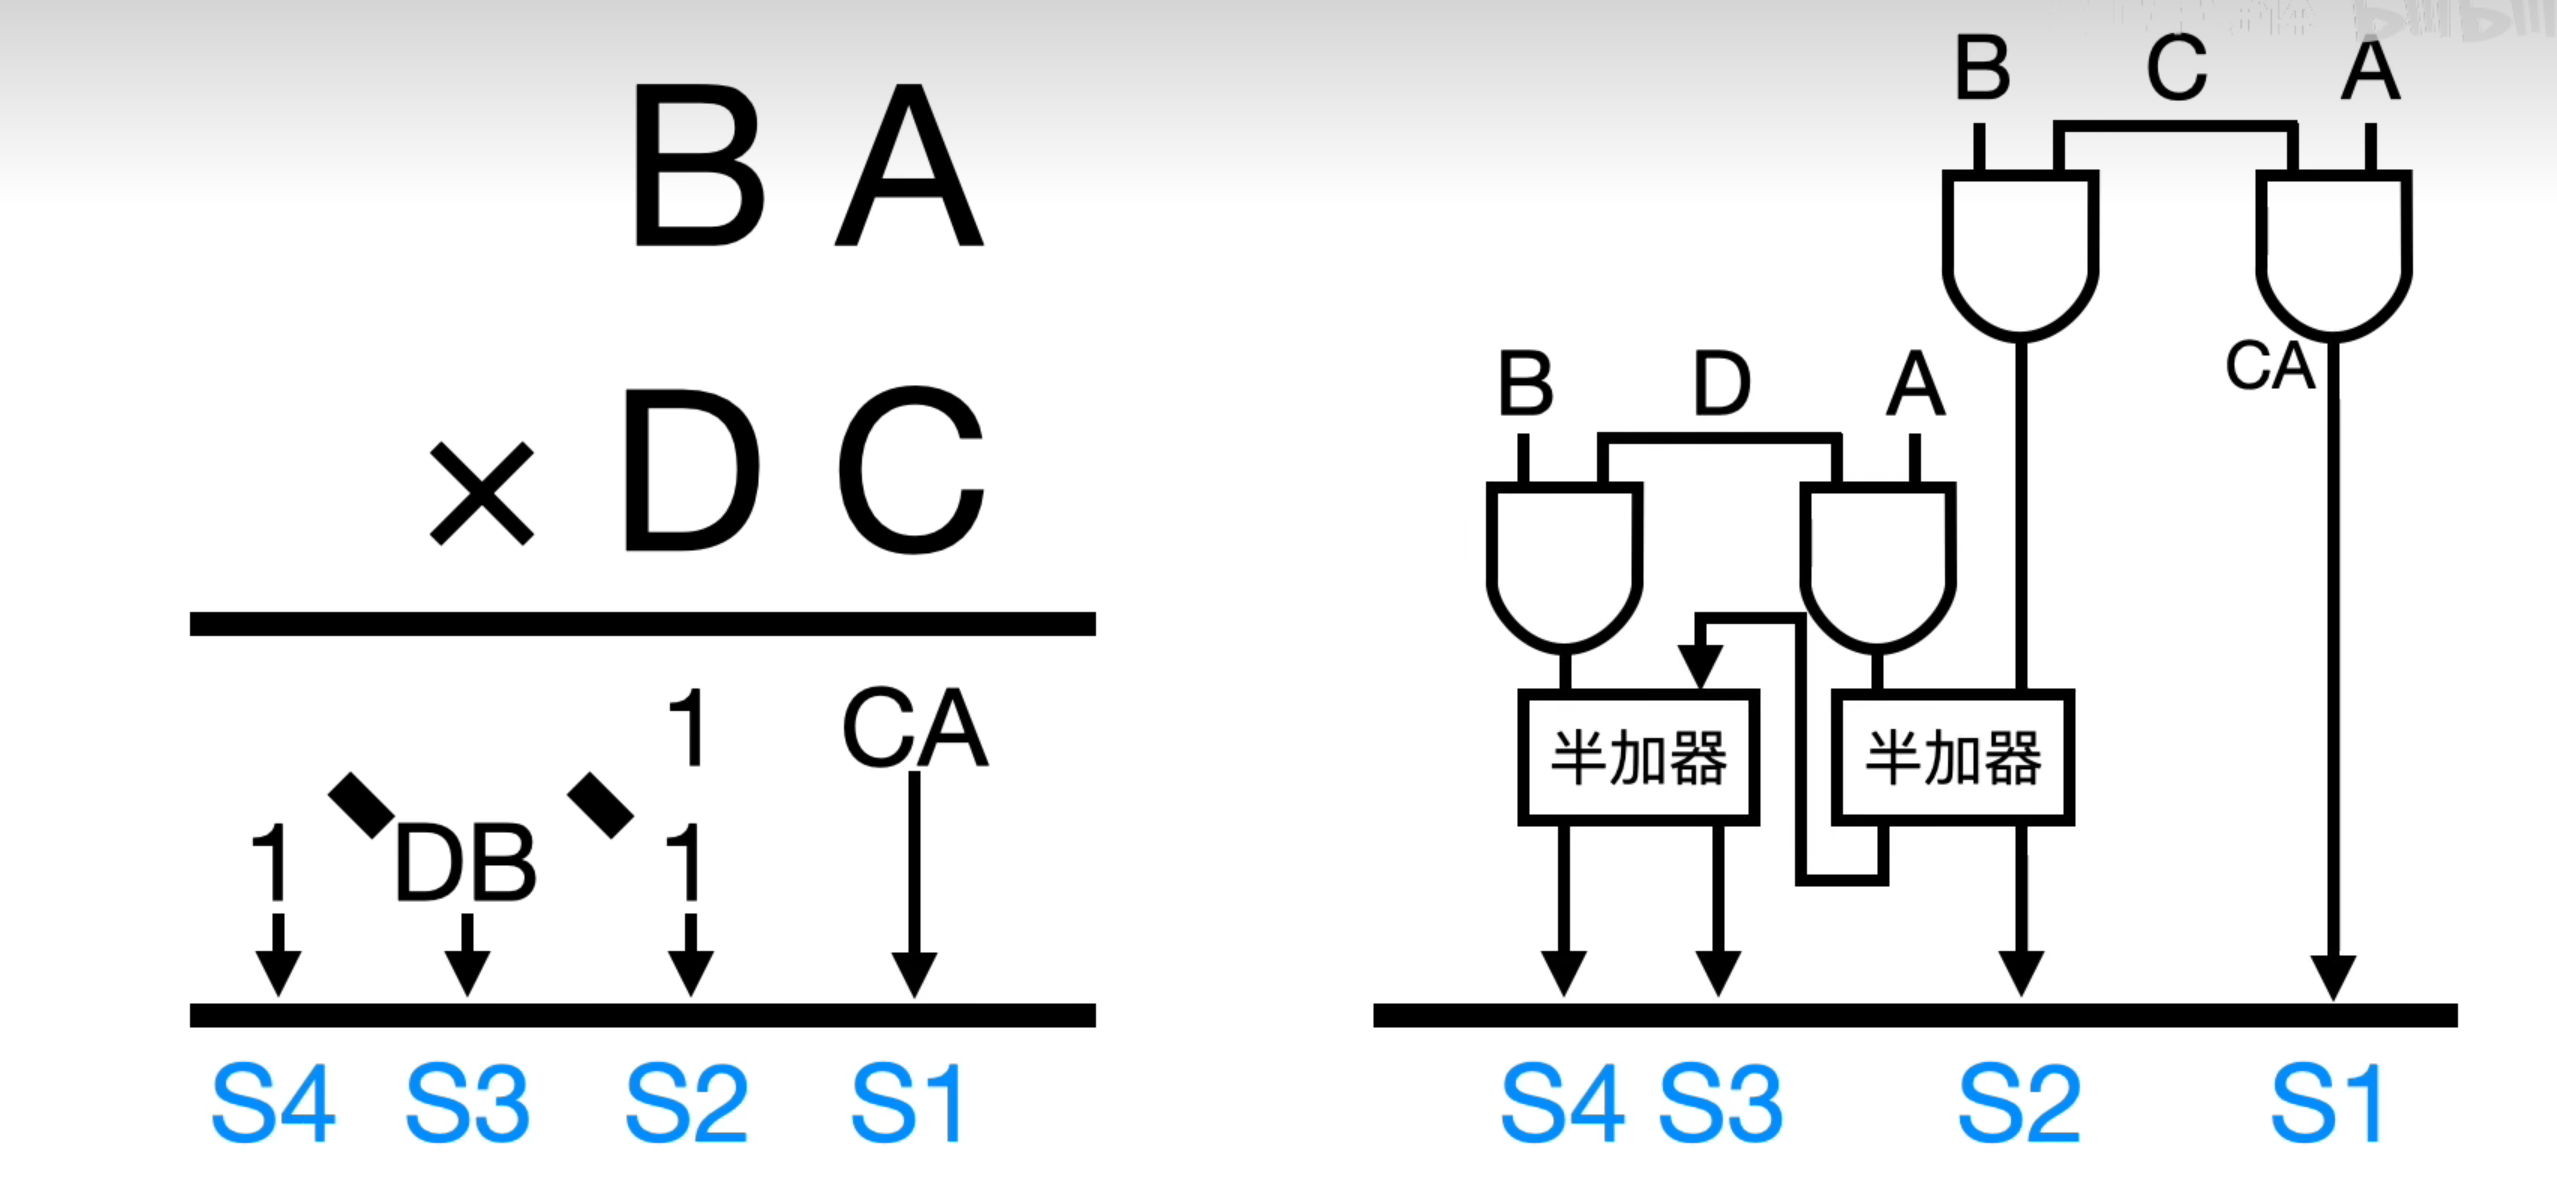 B A
× D C
1 CA
1 DB 1
S4 S3 S2 S1
B C A
CA
B D A
半加器 半加器
S4 S3 S2 S1